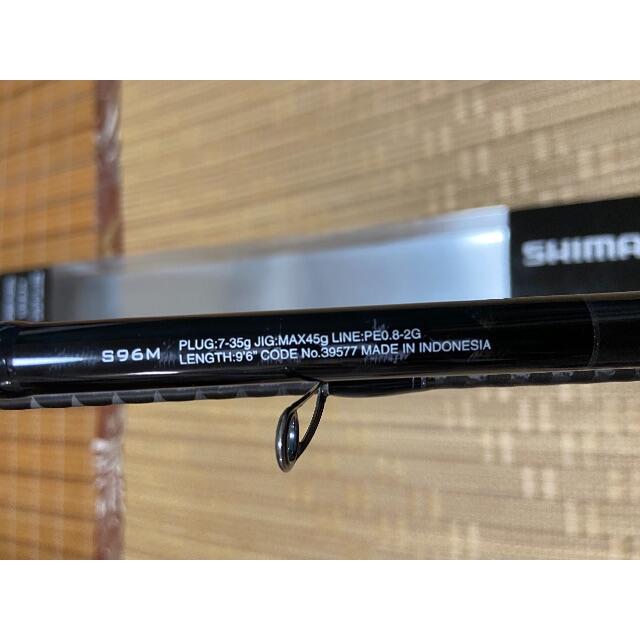 SHIMA
S96M
PLUG:7-35g JIG:MAX45g LINE:PE0.8-2G
LENGTH:9'6" CODE No.39577 MADE IN INDONESIA